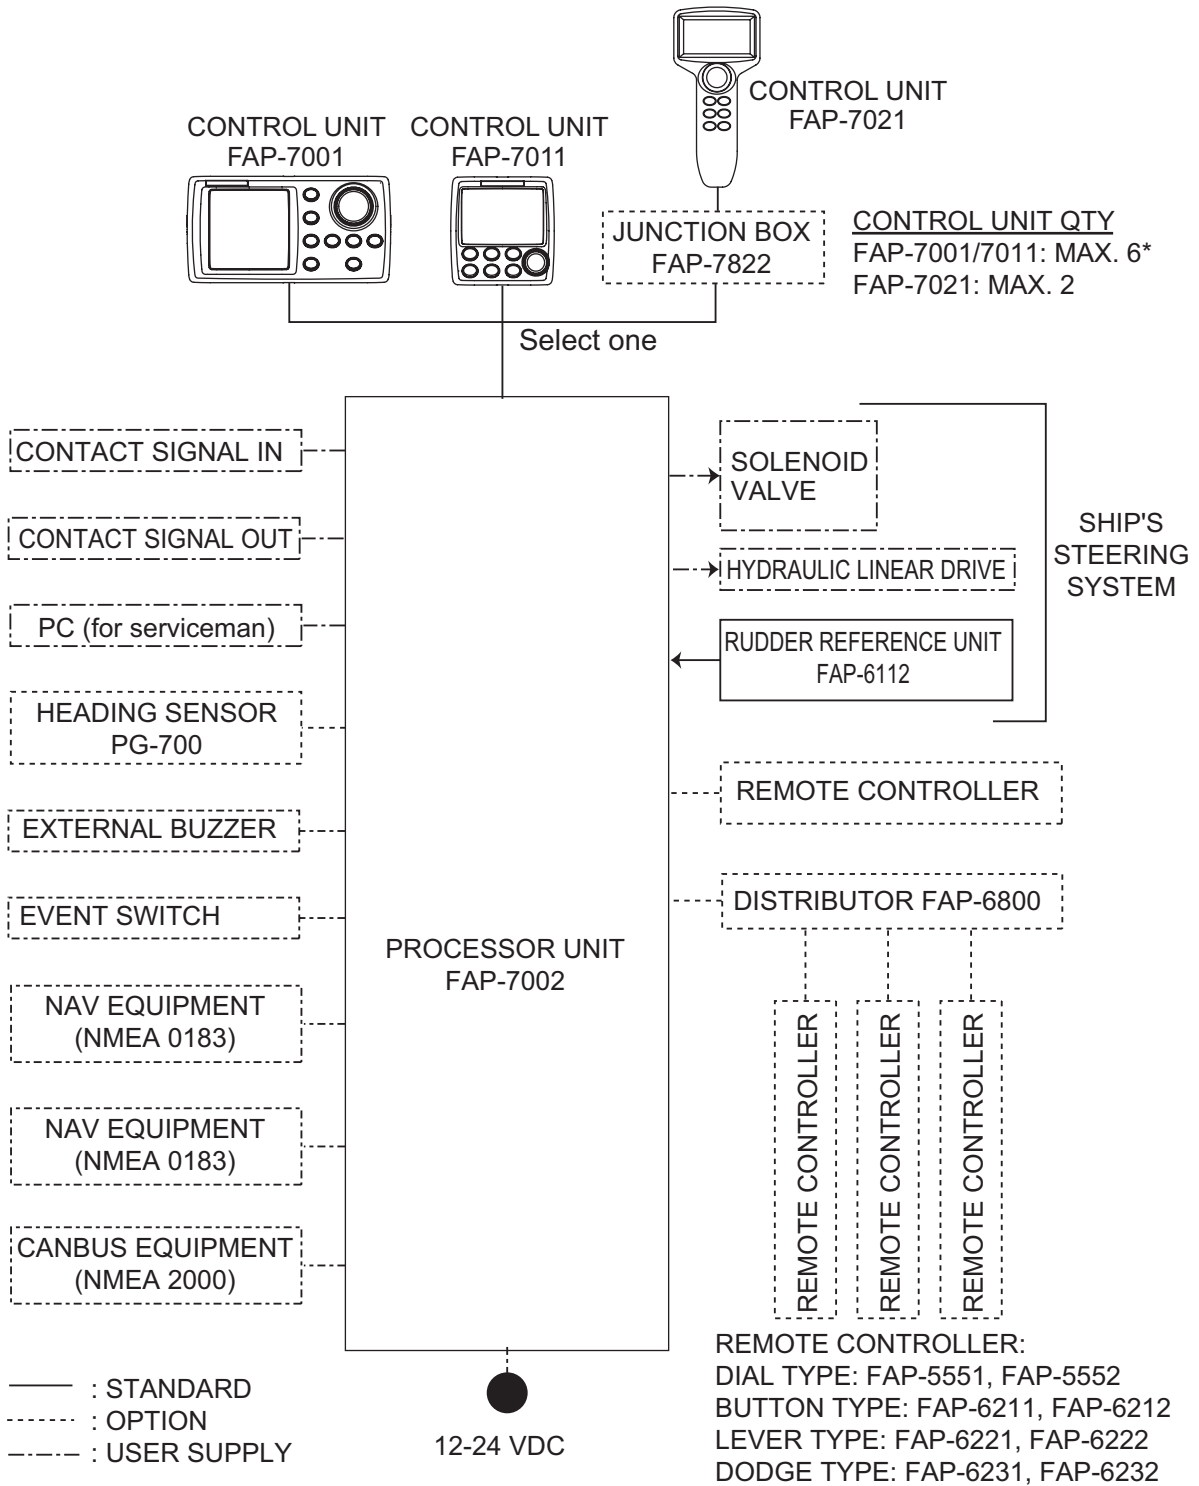 CONTROL UNIT
FAP-7021
CONTROL UNIT
FAP-7001
CONTROL UNIT
FAP-7011
JUNCTION BOX
FAP-7822
CONTROL UNIT QTY
FAP-7001/7011: MAX. 6*
FAP-7021: MAX. 2
Select one
CONTACT SIGNAL IN
CONTACT SIGNAL OUT
PC (for serviceman)
HEADING SENSOR
PG-700
EXTERNAL BUZZER
EVENT SWITCH
NAV EQUIPMENT
(NMEA 0183)
NAV EQUIPMENT
(NMEA 0183)
CANBUS EQUIPMENT
(NMEA 2000)
PROCESSOR UNIT
FAP-7002
SOLENOID
VALVE
HYDRAULIC LINEAR DRIVE
RUDDER REFERENCE UNIT
FAP-6112
SHIP'S
STEERING
SYSTEM
REMOTE CONTROLLER
DISTRIBUTOR FAP-6800
REMOTE CONTROLLER
REMOTE CONTROLLER
REMOTE CONTROLLER
REMOTE CONTROLLER:
DIAL TYPE: FAP-5551, FAP-5552
BUTTON TYPE: FAP-6211, FAP-6212
LEVER TYPE: FAP-6221, FAP-6222
DODGE TYPE: FAP-6231, FAP-6232
: STANDARD
: OPTION
: USER SUPPLY
12-24 VDC